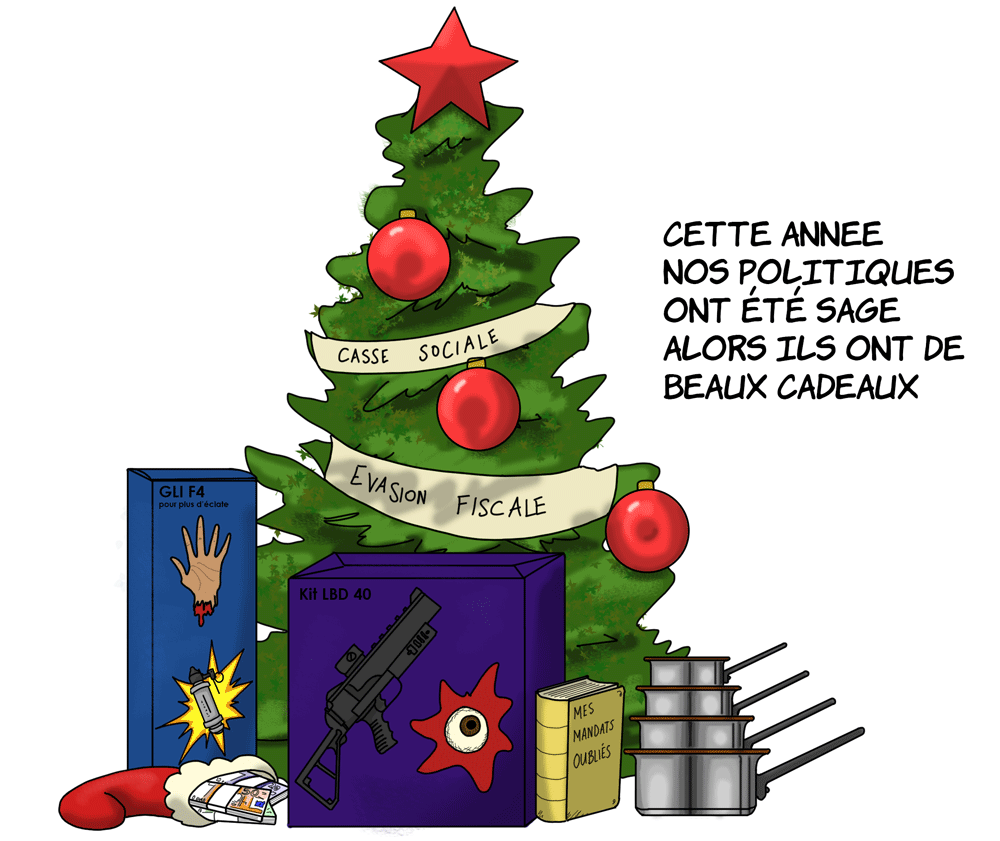 CETTE ANNEE
NOS POLITIQUES
ONT ÉTÉ SAGE
ALORS ILS ONT DE
BEAUX CADEAUX
CASSE SOCIALE
EVASION FISCALE
GLI F4
pour plus d'éclate
Kit LBD 40
MES
MANDATS
OUBLIÉS
50